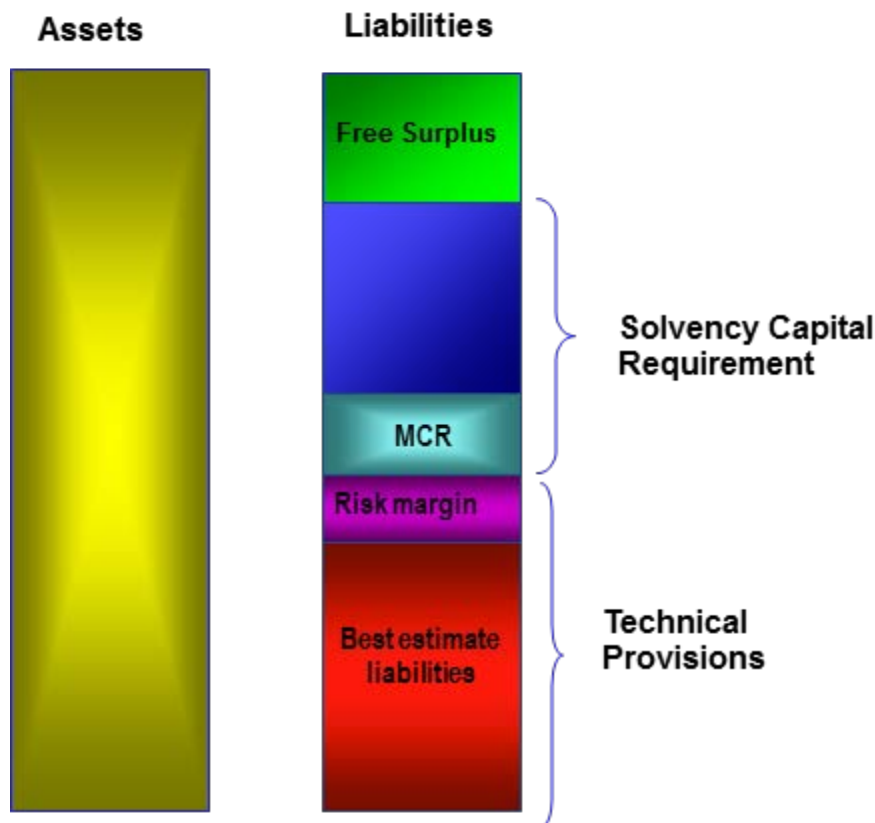 Assets
Liabilities
Free Surplus
Solvency Capital
Requirement
MCR
Risk margin
Best estimate
liabilities
Technical
Provisions